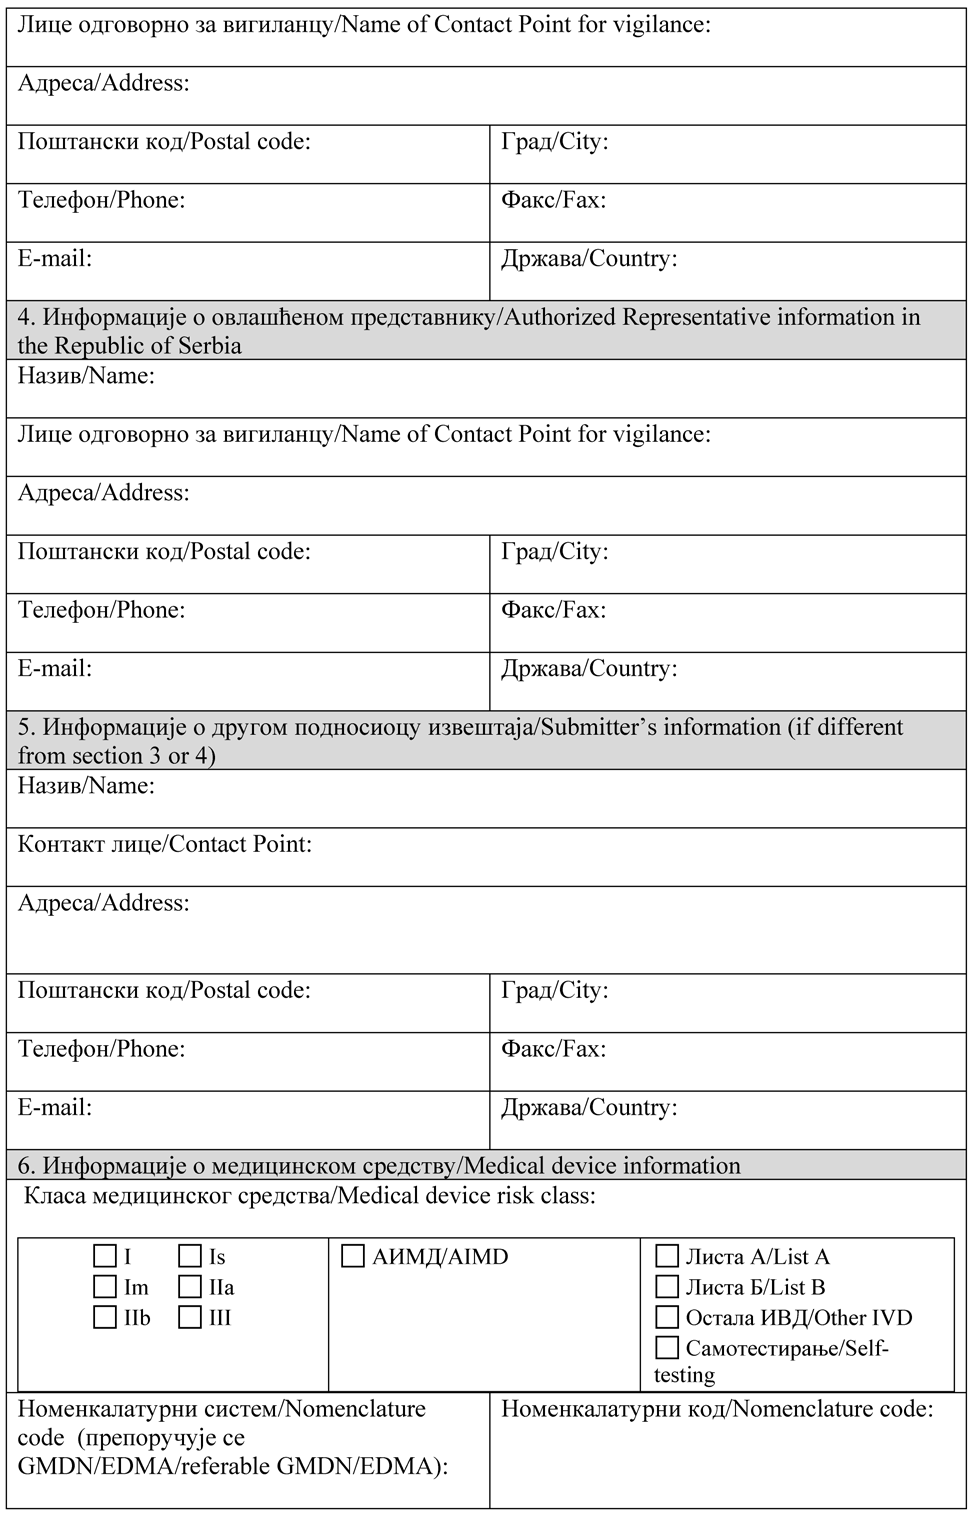 Лице одговорно за вигиланцу/Name of Contact Point for vigilance:
Адреса/Address:
Поштански код/Postal code:
Град/City:
Телефон/Phone:
Факс/Fax:
E-mail:
Држава/Country:
4. Информације о овлашћеном представнику/Authorized Representative information in
the Republic of Serbia
Назив/Name:
Лице одговорно за вигиланцу/Name of Contact Point for vigilance:
Адреса/Address:
Поштански код/Postal code:
Град/City:
Телефон/Phone:
Факс/Fax:
E-mail:
Држава/Country:
5. Информације о другом подносиоцу извештаја/Submitter’s information (if different
from section 3 or 4)
Назив/Name:
Контакт лице/Contact Point:
Адреса/Address:
Поштански код/Postal code:
Град/City:
Телефон/Phone:
Факс/Fax:
E-mail:
Држава/Country:
6. Информације о медицинском средству/Medical device information
Класа медицинског средства/Medical device risk class:
I Is
Im IIa
IIb III
АИМД/AIMD
Листа А/List A
Листа Б/List B
Остала ИВД/Other IVD
Самотестирање/Self-
testing
Номенкалатурни систем/Nomenclature
code (препоручује се
GMDN/EDMA/referable GMDN/EDMA):
Номенкалатурни код/Nomenclature code: